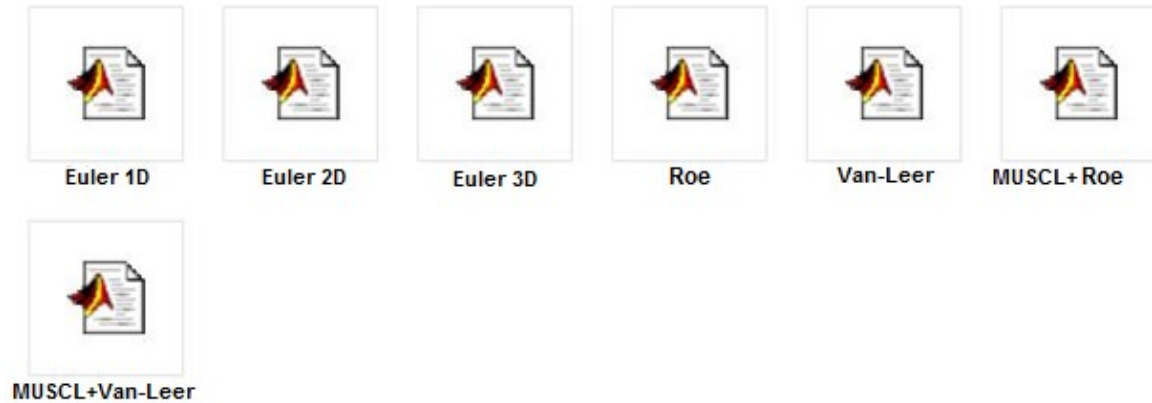 Euler 1D
Euler 2D
Euler 3D
Roe
Van-Leer
MUSCL+ Roe
MUSCL+Van-Leer